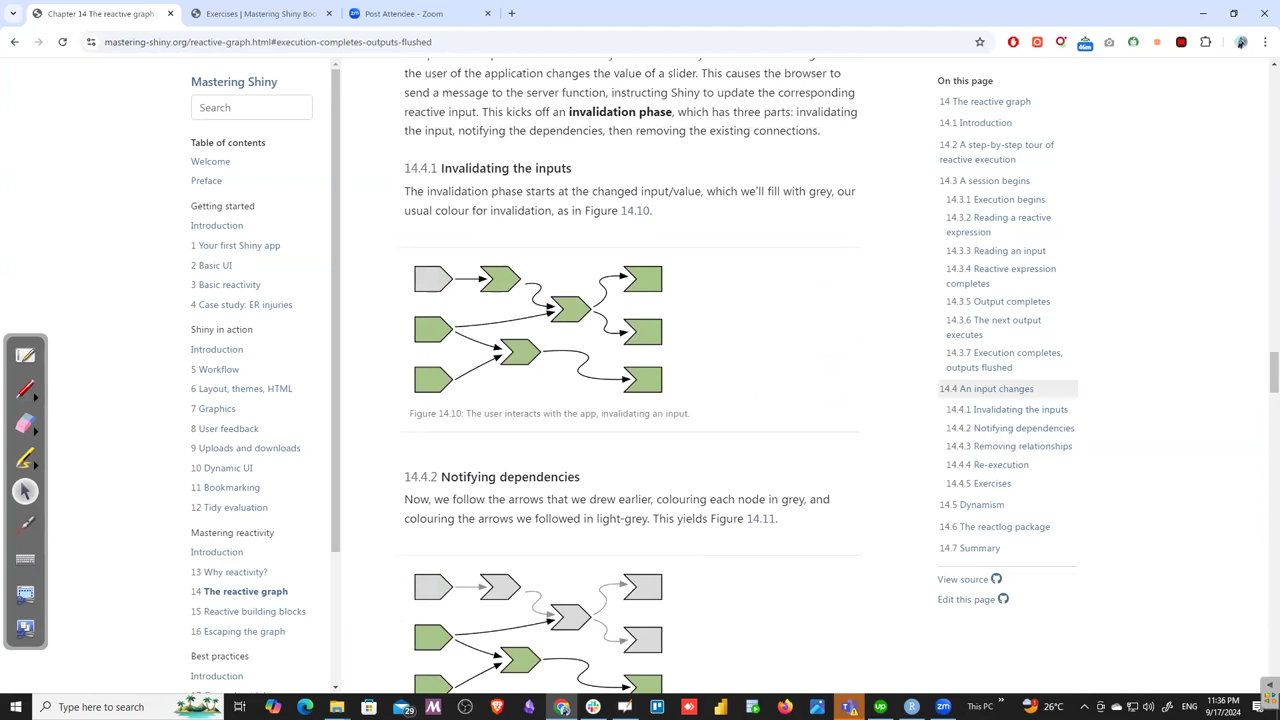 Chapter 14 The reactive graph
Exercises | Mastering Shiny Boo
Post Attendee - Zoom
mastering-shiny.org/reactive-graph.html#execution-completes-outputs-flushed
46m
Mastering Shiny
Search
Table of contents
Welcome
Preface
Getting started
Introduction
1 Your first Shiny app
2 Basic UI
3 Basic reactivity
4 Case study: ER injuries
Shiny in action
Introduction
5 Workflow
6 Layout, themes, HTML
7 Graphics
8 User feedback
9 Uploads and downloads
10 Dynamic UI
11 Bookmarking
12 Tidy evaluation
Mastering reactivity
Introduction
13 Why reactivity?
14 The reactive graph
15 Reactive building blocks
16 Escaping the graph
Best practices
Introduction
the user of the application changes the value of a slider. This causes the browser to
send a message to the server function, instructing Shiny to update the corresponding
reactive input. This kicks off an invalidation phase, which has three parts: invalidating
the input, notifying the dependencies, then removing the existing connections.
14.4.1 Invalidating the inputs
The invalidation phase starts at the changed input/value, which we'll fill with grey, our
usual colour for invalidation, as in Figure 14.10.
Figure 14.10: The user interacts with the app, invalidating an input.
14.4.2 Notifying dependencies
Now, we follow the arrows that we drew earlier, colouring each node in grey, and
colouring the arrows we followed in light-grey. This yields Figure 14.11.
On this page
14 The reactive graph
14.1 Introduction
14.2 A step-by-step tour of
reactive execution
14.3 A session begins
14.3.1 Execution begins
14.3.2 Reading a reactive
expression
14.3.3 Reading an input
14.3.4 Reactive expression
completes
14.3.5 Output completes
14.3.6 The next output
executes
14.3.7 Execution completes,
outputs flushed
14.4 An input changes
14.4.1 Invalidating the inputs
14.4.2 Notifying dependencies
14.4.3 Removing relationships
14.4.4 Re-execution
14.4.5 Exercises
14.5 Dynamism
14.6 The reactlog package
14.7 Summary
View source
Edit this page
Type here to search
29
This PC
26°C
11:36 PM
9/17/2024